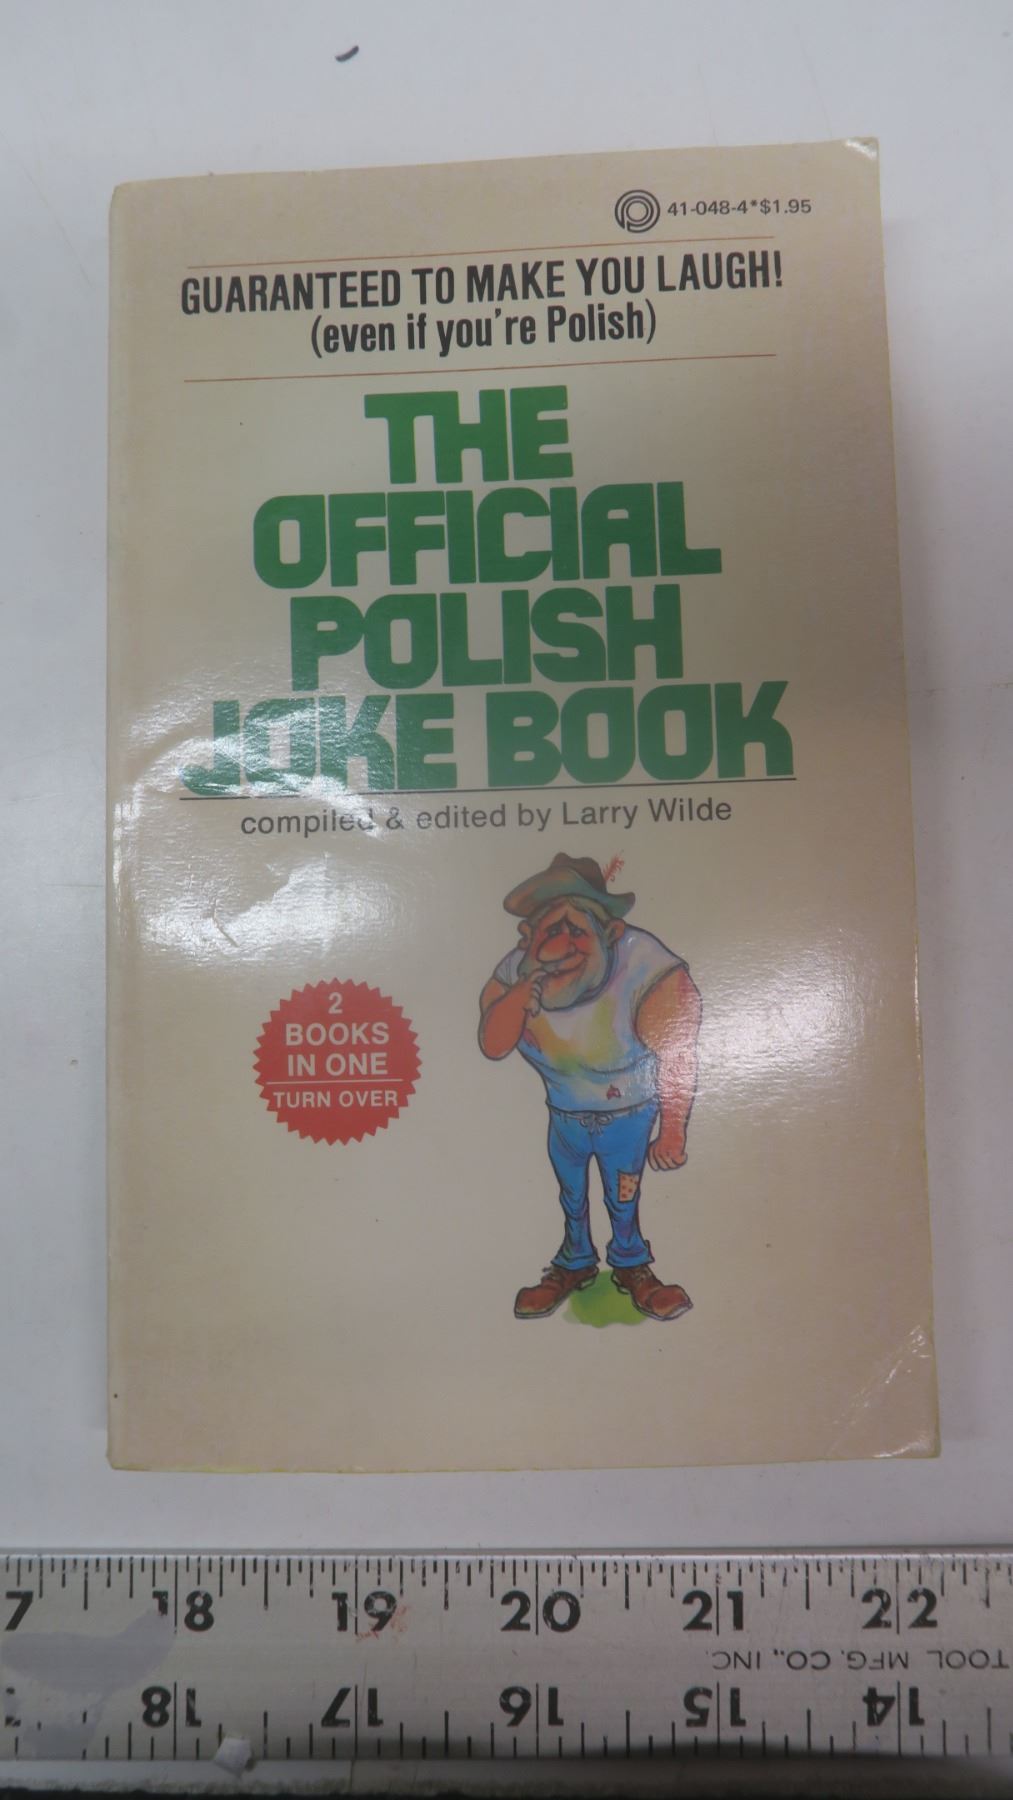 41-048-4*$1.95
GUARANTEED TO MAKE YOU LAUGH!
(even if you're Polish)
THE
OFFICIAL
POLISH
JOKE BOOK
compiled & edited by Larry Wilde
2
BOOKS
IN ONE
TURN OVER
7 18 19 20 21 22
TOOL MFG. CO., INC.
18 17 16 15 14